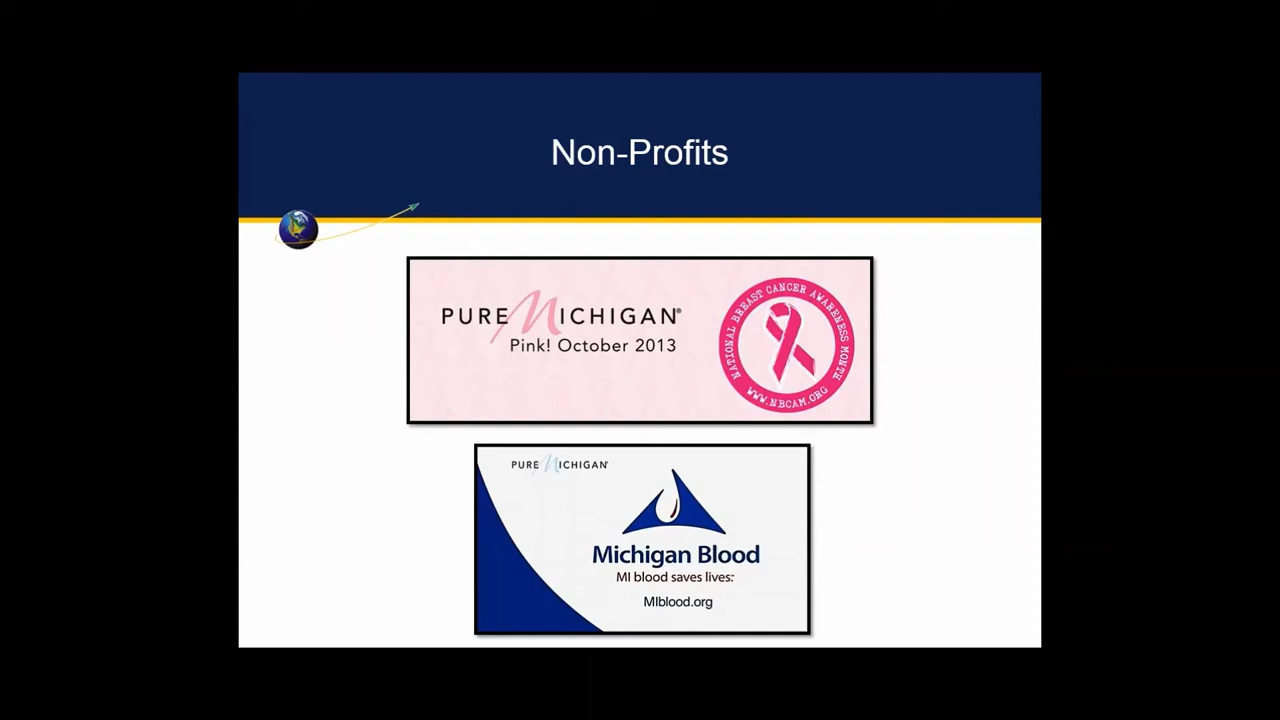 Non-Profits
PURE MICHIGAN®
Pink! October 2013
NATIONAL BREAST CANCER AWARENESS MONTH
WWW.NBCAM.ORG
PURE MICHIGAN®
Michigan Blood
MI blood saves lives:
MIblood.org